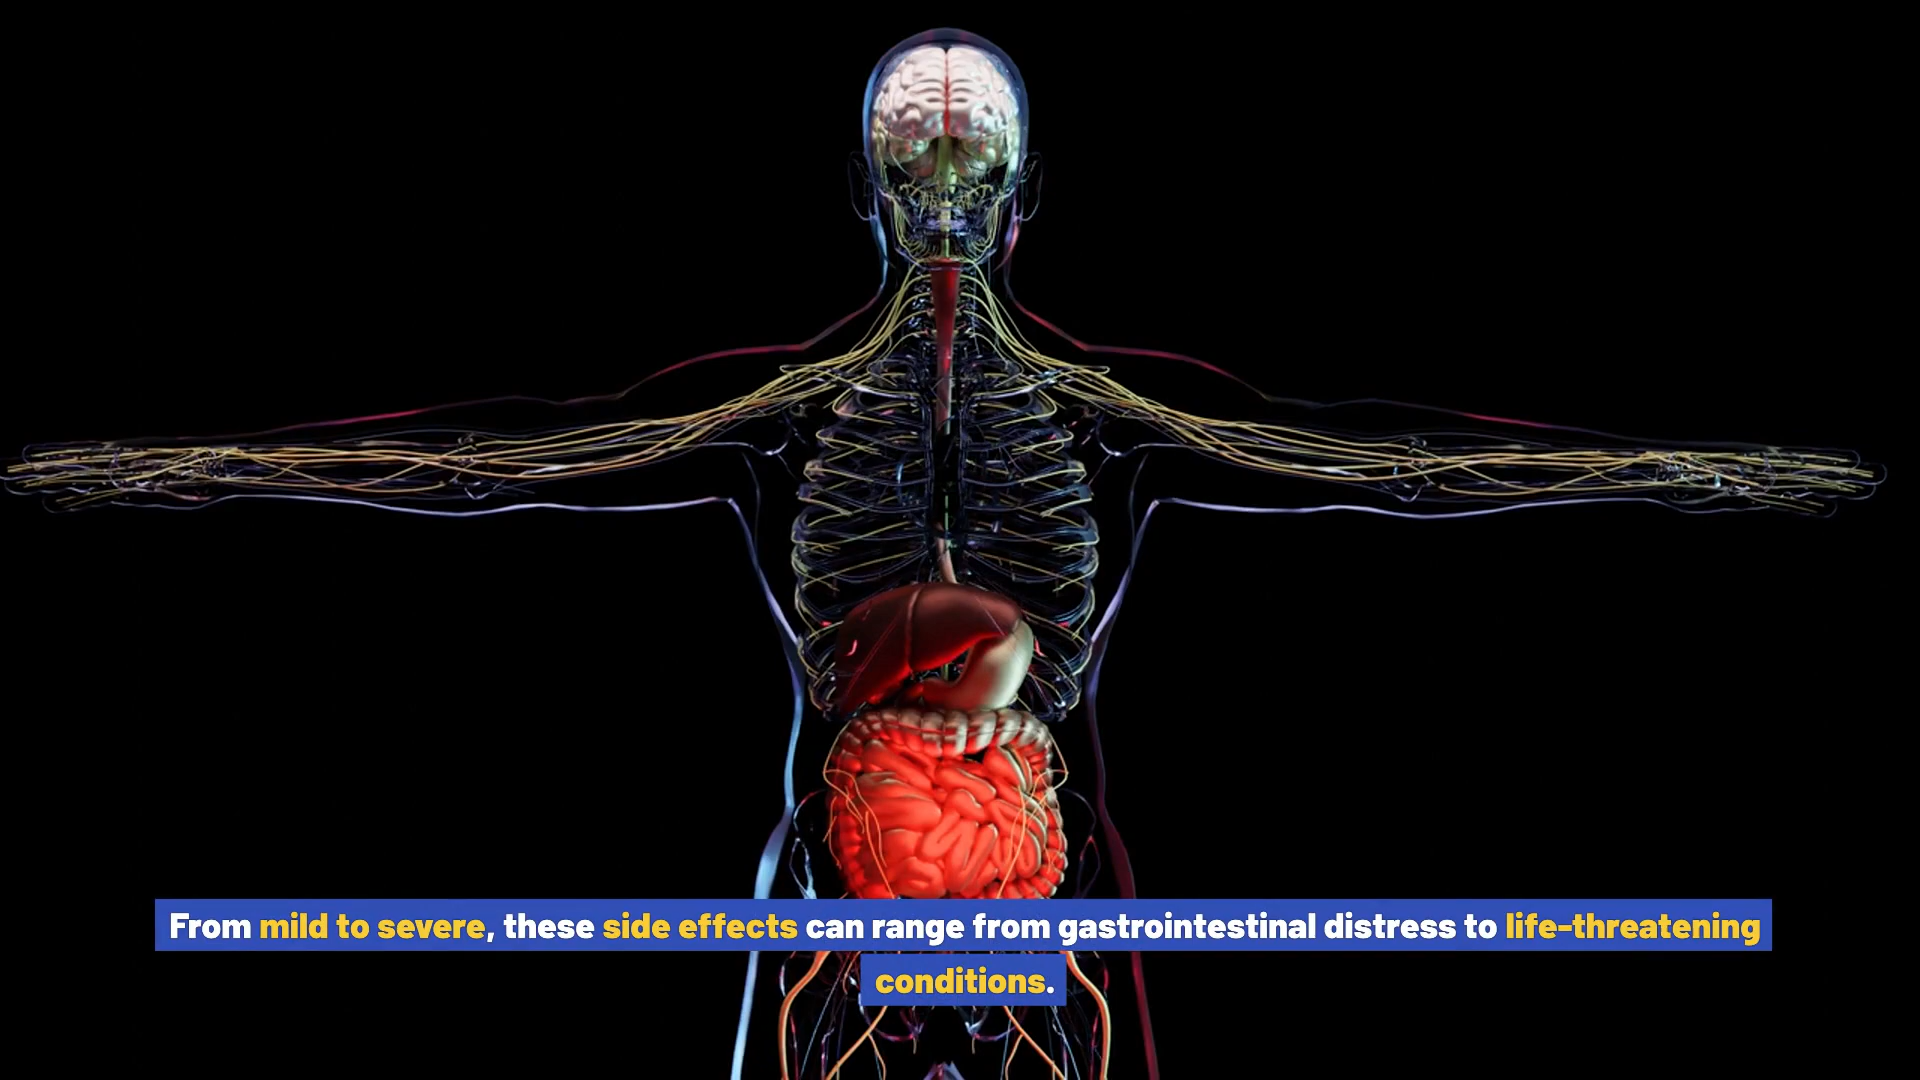 From mild to severe, these side effects can range from gastrointestinal distress to life-threatening
conditions.